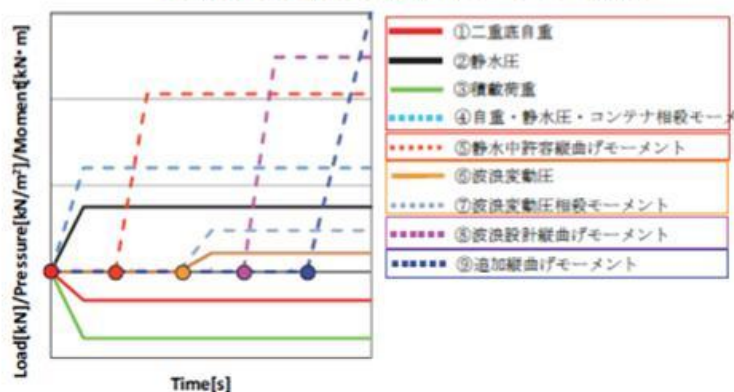 Load[kN]/Pressure[kN/m²]/Moment[kN・m]
Time[s]
①二重底自重
②静水圧
③積載荷重
④自重・静水圧・コンテナ相殺モーメ
⑤静水中許容縦曲げモーメント
⑥波浪変動圧
⑦波浪変動圧相殺モーメント
⑧波浪設計縦曲げモーメント
⑨追加縦曲げモーメント